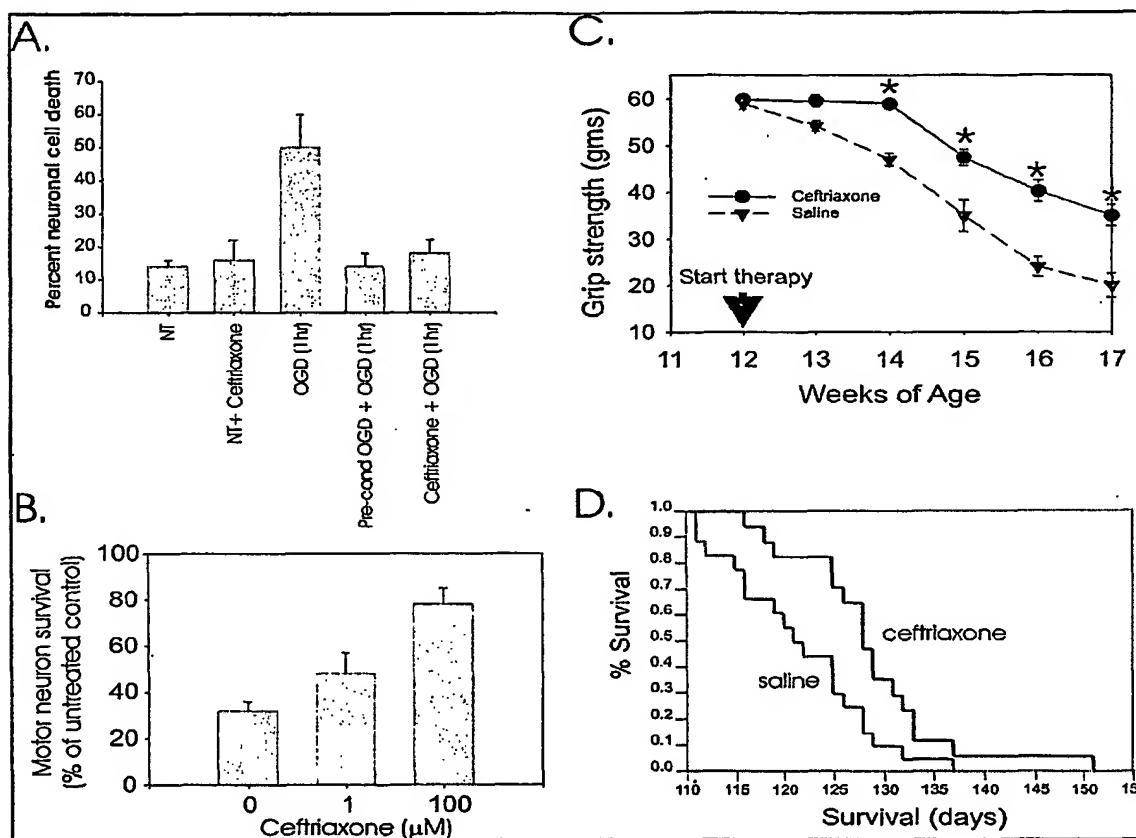 A.
Percent neuronal cell death
70
60
50
40
30
20
10
0
NT
NT+ Ceftriaxone
OGD (1hr)
Pre-cond OGD + OGD (1hr)
Ceftriaxone + OGD (1hr)
B.
Motor neuron survival
(% of untreated control)
100
80
60
40
20
0
0 1 100
Ceftriaxone (μM)
C.
Grip strength (gms)
60
50
40
30
20
10
* * * *
Ceftriaxone
Saline
Start therapy
11 12 13 14 15 16 17
Weeks of Age
D.
% Survival
1.0
0.9
0.8
0.7
0.6
0.5
0.4
0.3
0.2
0.1
0.0
ceftriaxone
saline
110 115 120 125 130 135 140 145 150
Survival (days)